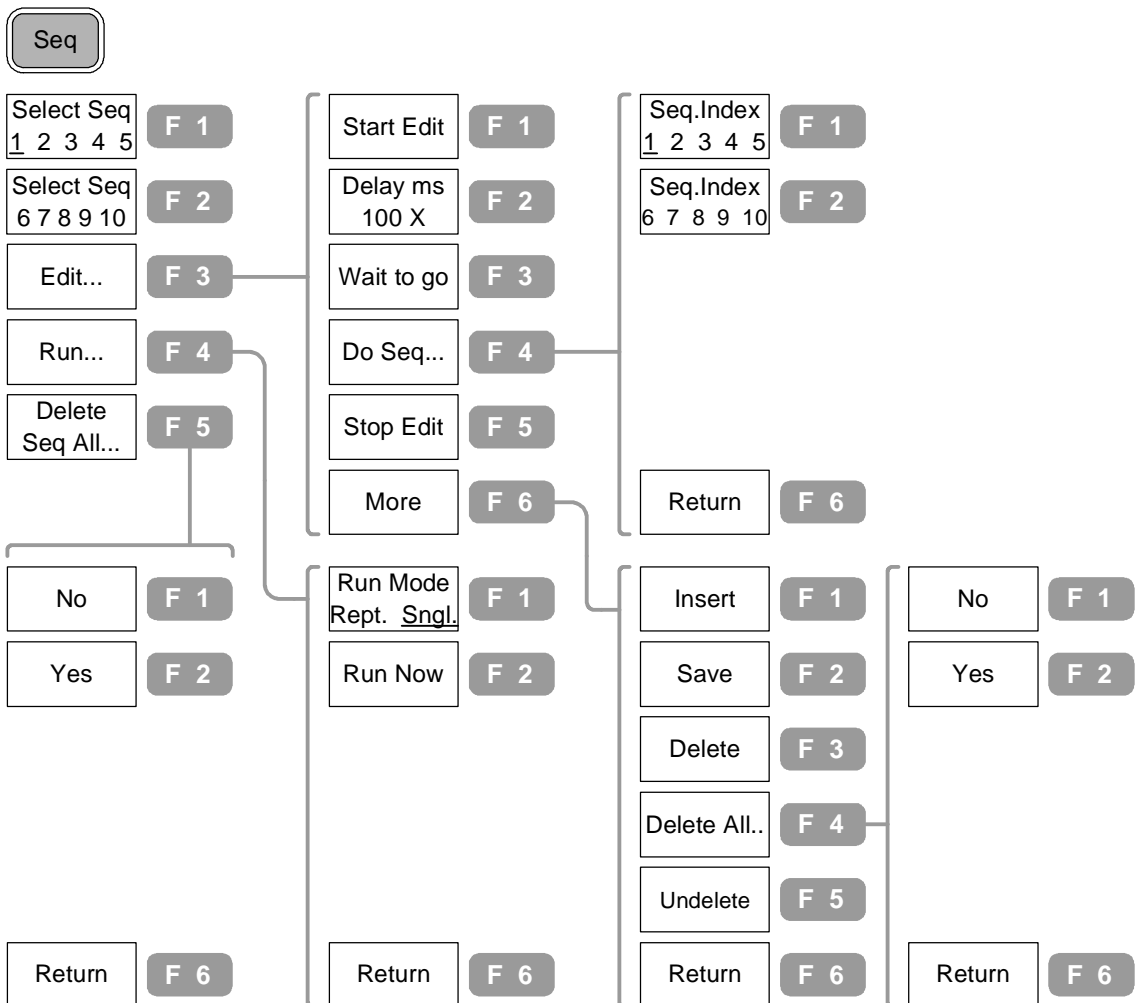 Seq
Select Seq
1 2 3 4 5
F 1
Select Seq
6 7 8 9 10
F 2
Edit...
F 3
Run...
F 4
Delete
Seq All...
F 5
No
F 1
Yes
F 2
Return
F 6
Start Edit
F 1
Delay ms
100 X
F 2
Wait to go
F 3
Do Seq...
F 4
Stop Edit
F 5
More
F 6
Run Mode
Rept. Sngl.
F 1
Run Now
F 2
Return
F 6
Seq.Index
1 2 3 4 5
F 1
Seq.Index
6 7 8 9 10
F 2
Return
F 6
Insert
F 1
Save
F 2
Delete
F 3
Delete All..
F 4
Undelete
F 5
Return
F 6
No
F 1
Yes
F 2
Return
F 6